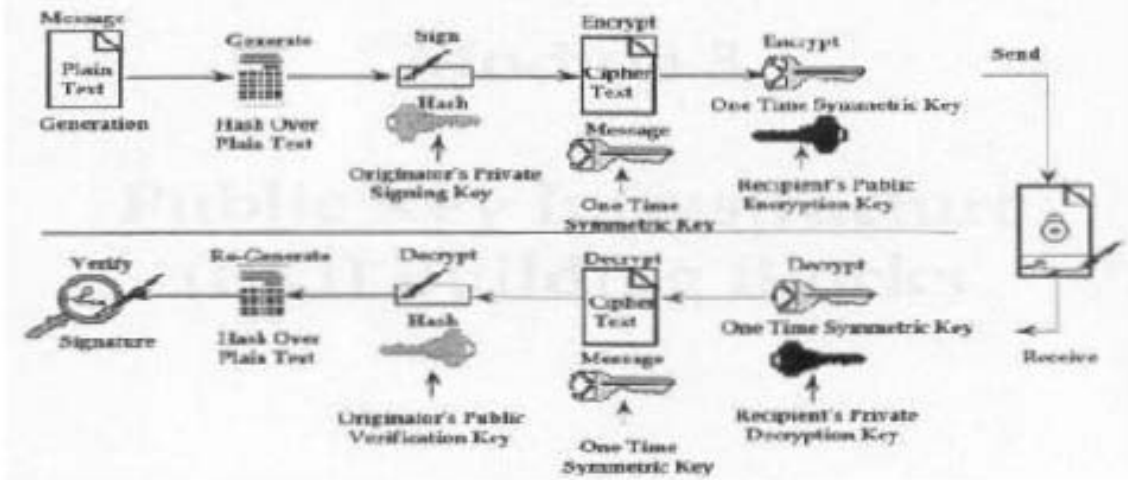 Message
Plain
Text
Generation
Generate
Hash Over
Plain Text
Sign
Hash
Originator's Private
Signing Key
Encrypt
Cipher
Text
Message
One Time
Symmetric Key
Encrypt
One Time Symmetric Key
Recipient's Public
Encryption Key
Send
Verify
Signature
Re-Generate
Hash Over
Plain Text
Decrypt
Hash
Originator's Public
Verification Key
Decrypt
Cipher
Text
Message
One Time
Symmetric Key
Decrypt
One Time Symmetric Key
Recipient's Private
Decryption Key
Receive